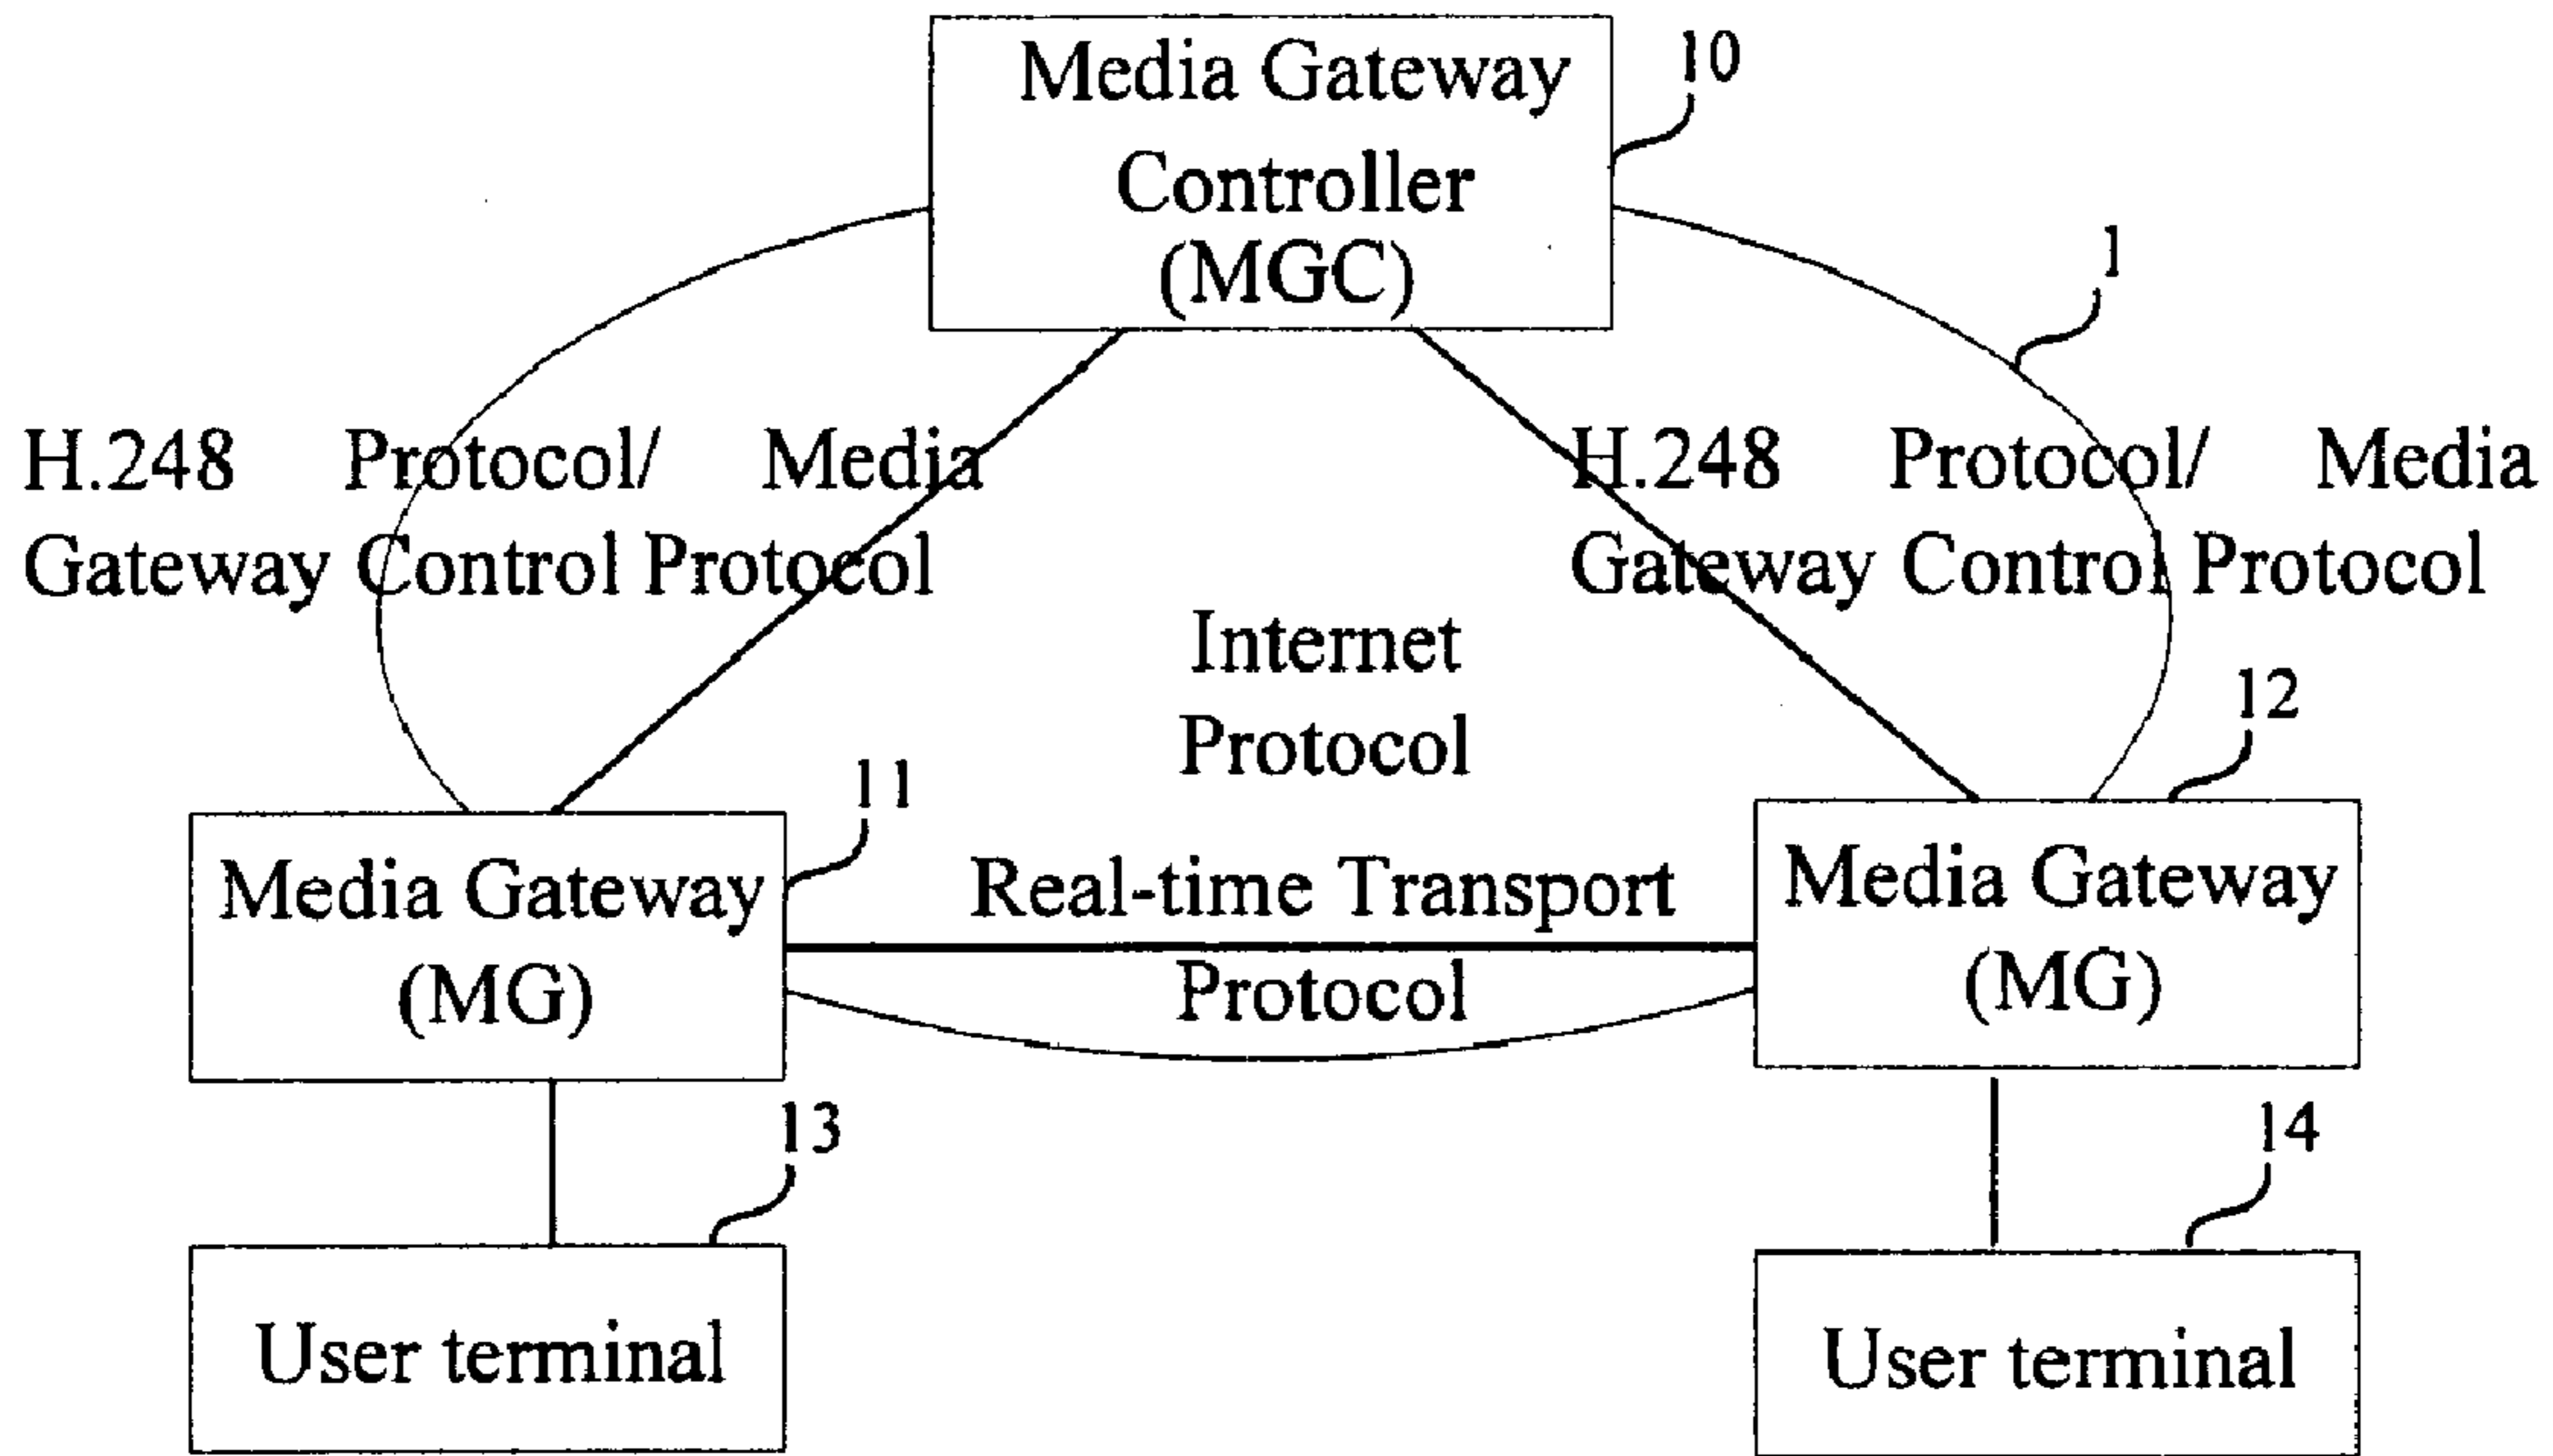 Media Gateway
Controller
(MGC)
10
1
H.248 Protocol/ Media
Gateway Control Protocol
H.248 Protocol/ Media
Gateway Control Protocol
Internet
Protocol
11
12
Media Gateway
(MG)
Real-time Transport
Protocol
Media Gateway
(MG)
13
14
User terminal
User terminal